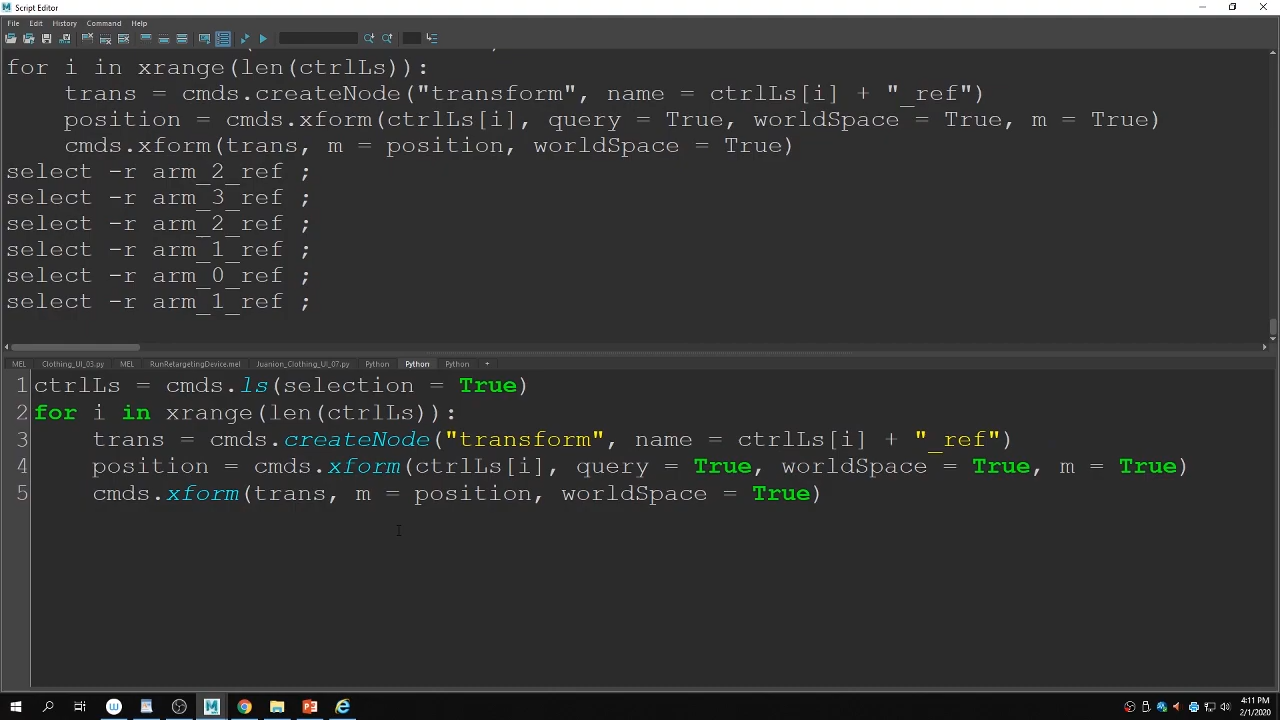 Script Editor
File Edit History Command Help
for i in xrange(len(ctrlLs)):
    trans = cmds.createNode("transform", name = ctrlLs[i] + "_ref")
    position = cmds.xform(ctrlLs[i], query = True, worldSpace = True, m = True)
    cmds.xform(trans, m = position, worldSpace = True)
select -r arm_2_ref ;
select -r arm_3_ref ;
select -r arm_2_ref ;
select -r arm_1_ref ;
select -r arm_0_ref ;
select -r arm_1_ref ;
MEL Clothing_UI_03.py MEL RunRetargetingDevice.mel Juanion_Clothing_UI_07.py Python Python Python +
1 ctrlLs = cmds.ls(selection = True)
2 for i in xrange(len(ctrlLs)):
3     trans = cmds.createNode("transform", name = ctrlLs[i] + "_ref")
4     position = cmds.xform(ctrlLs[i], query = True, worldSpace = True, m = True)
5     cmds.xform(trans, m = position, worldSpace = True)
4:11 PM
2/1/2020